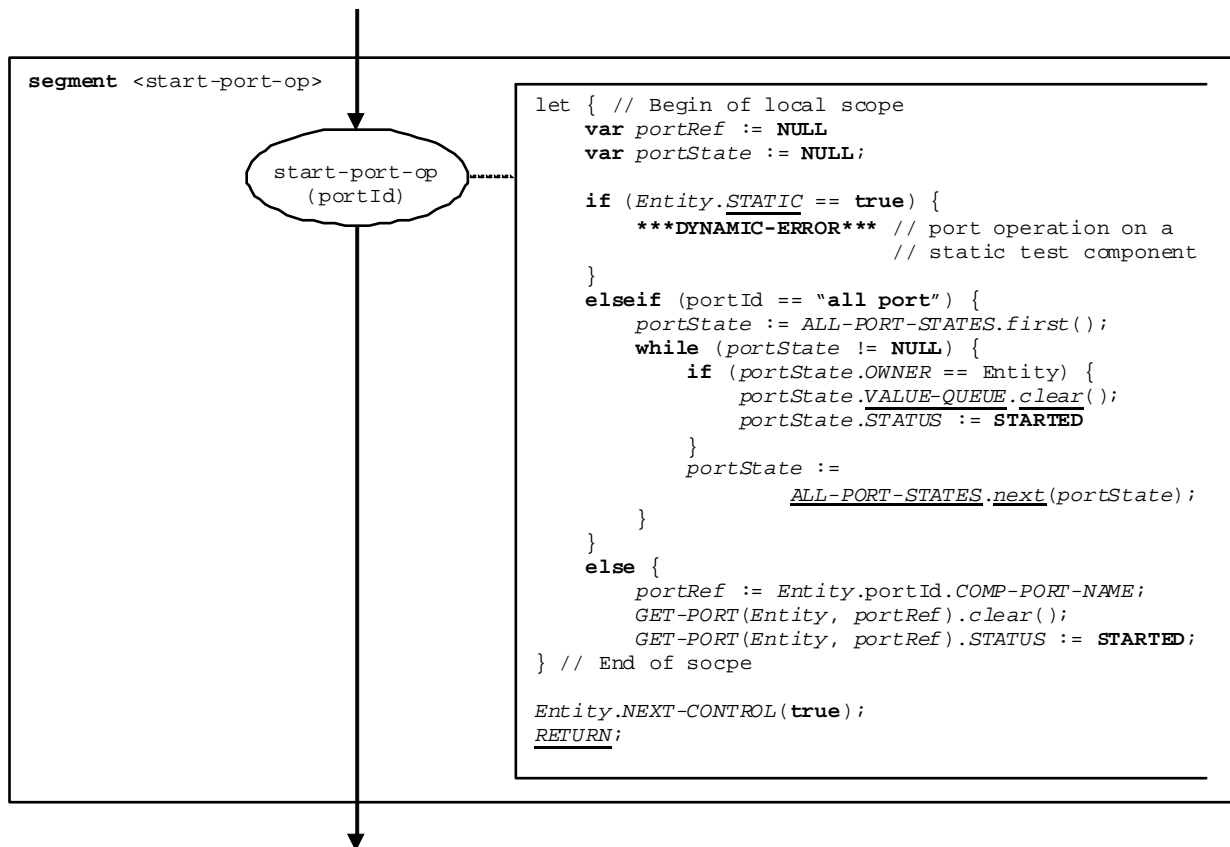 segment <start-port-op>
start-port-op
(portId)
let { // Begin of local scope
var portRef := NULL
var portState := NULL;
if (Entity.STATIC == true) {
***DYNAMIC-ERROR*** // port operation on a
// static test component
}
elseif (portId == “all port”) {
portState := ALL-PORT-STATES.first();
while (portState != NULL) {
if (portState.OWNER == Entity) {
portState.VALUE-QUEUE.clear();
portState.STATUS := STARTED
}
portState :=
ALL-PORT-STATES.next(portState);
}
}
else {
portRef := Entity.portId.COMP-PORT-NAME;
GET-PORT(Entity, portRef).clear();
GET-PORT(Entity, portRef).STATUS := STARTED;
} // End of socpe
Entity.NEXT-CONTROL(true);
RETURN;